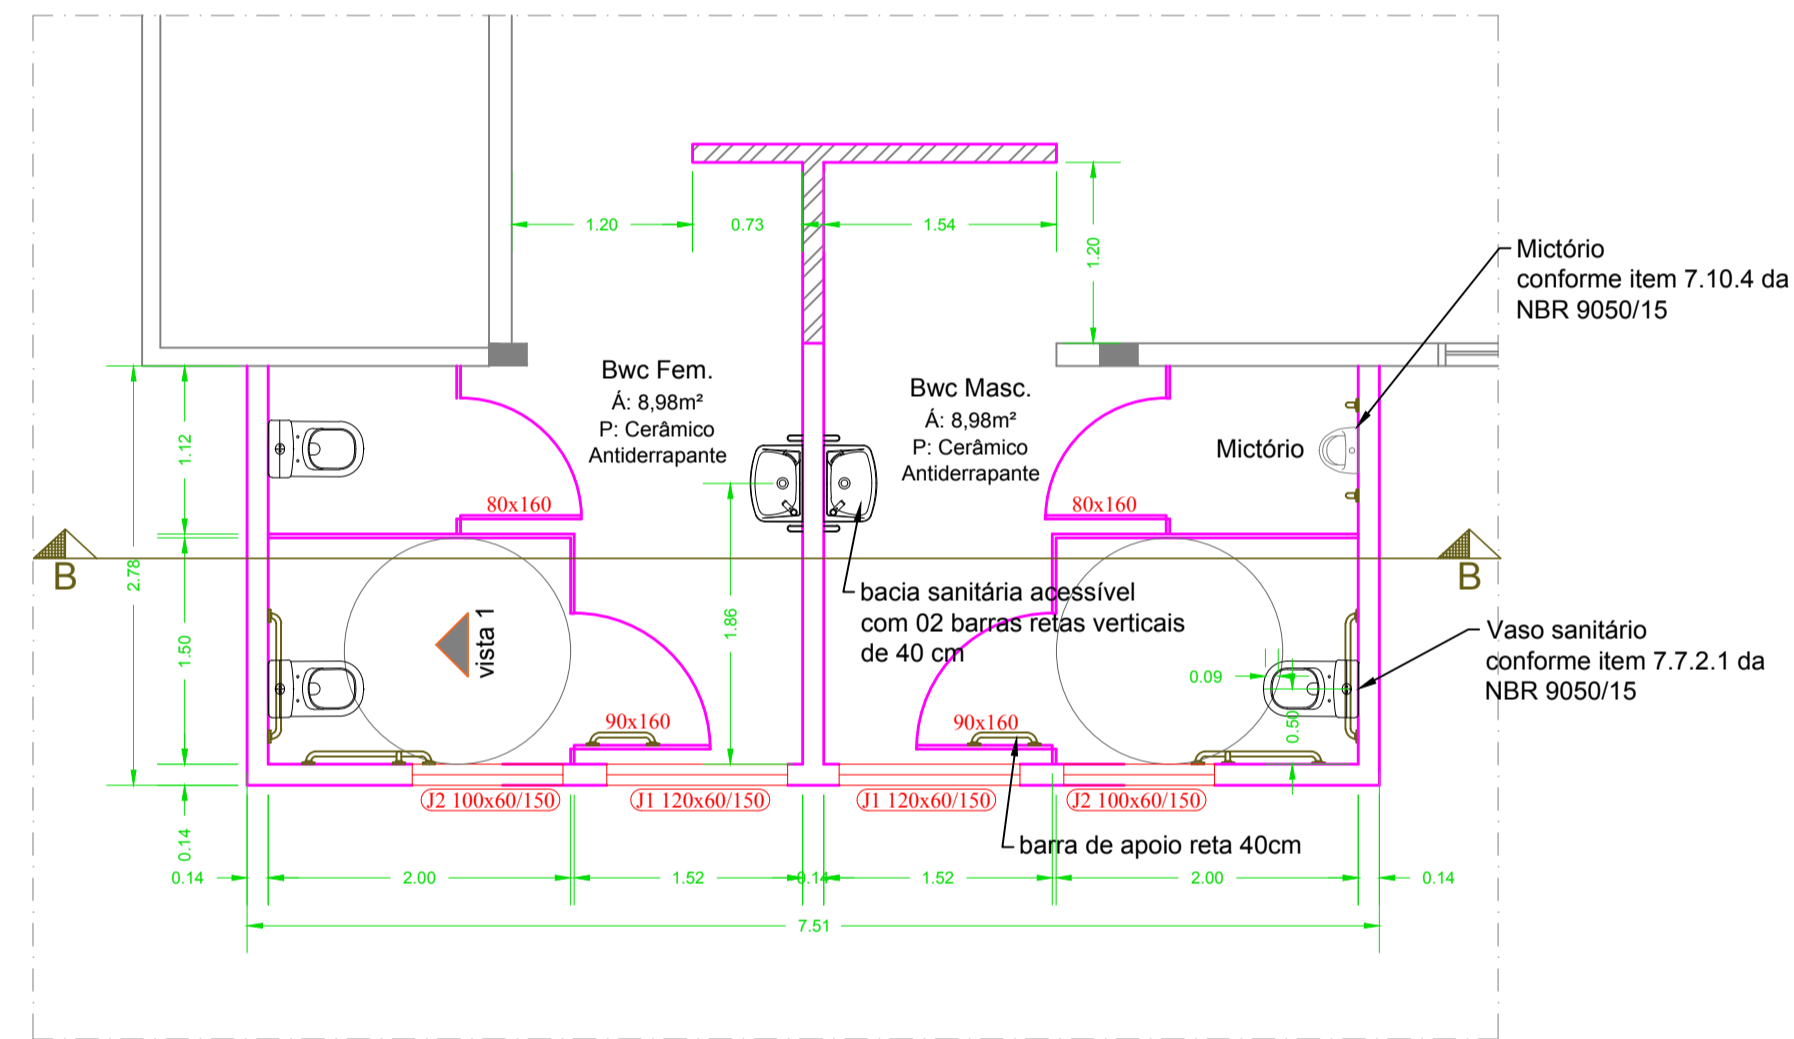 1.20
0.73
1.54
1.20
Mictório
conforme item 7.10.4 da
NBR 9050/15
Bwc Fem.
Á: 8,98m²
P: Cerâmico
Antiderrapante
Bwc Masc.
Á: 8,98m²
P: Cerâmico
Antiderrapante
Mictório
1.12
80x160
80x160
B
B
2.78
1.50
vista 1
1.86
bacia sanitária acessível
com 02 barras retas verticais
de 40 cm
Vaso sanitário
conforme item 7.7.2.1 da
NBR 9050/15
0.09
0.50
90x160
90x160
J2 100x60/150
J1 120x60/150
J1 120x60/150
J2 100x60/150
barra de apoio reta 40cm
0.14
0.14
2.00
1.52
0.14
1.52
2.00
0.14
7.51